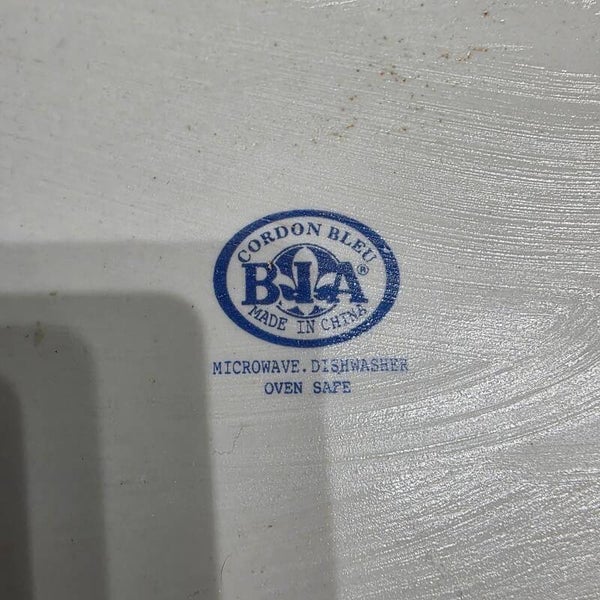 CORDON BLEU
BIA®
MADE IN CHINA
MICROWAVE.DISHWASHER
OVEN SAFE